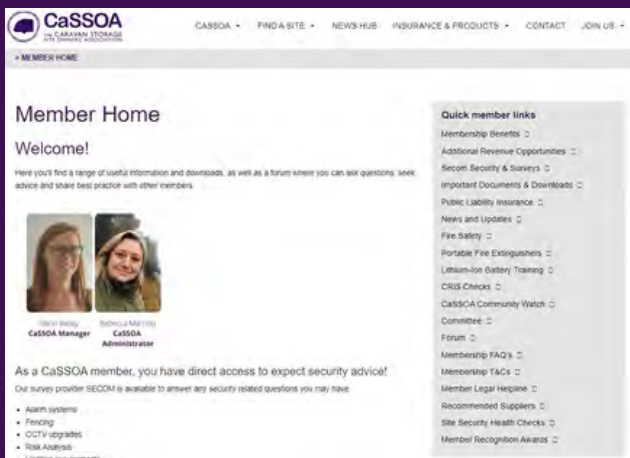 CaSSOA
THE CARAVAN STORAGE
SITE OWNERS' ASSOCIATION
CASSOA
FIND A SITE
NEWS HUB
INSURANCE & PRODUCTS
CONTACT
JOIN US
> MEMBER HOME
Member Home
Welcome!
Here you'll find a range of useful information and downloads, as well as a forum where you can ask questions, seek
advice and share best practice with other members.
CaSSOA Manager
CaSSOA
Administrator
As a CaSSOA member, you have direct access to expect security advice!
Our survey provider SECOM is available to answer any security related questions you may have
• Alarm systems
• Fencing
• CCTV upgrades
• Risk Analysis
Quick member links
Membership Benefits
Additional Revenue Opportunities
Secom Security & Surveys
Important Documents & Downloads
Public Liability Insurance
News and Updates
Fire Safety
Portable Fire Extinguishers
Lithium-Ion Battery Training
CRiS Checks
CaSSOA Community Watch
Committee
Forum
Membership FAQ's
Membership T&Cs
Member Legal Helpline
Recommended Suppliers
Site Security Health Checks
Member Recognition Awards